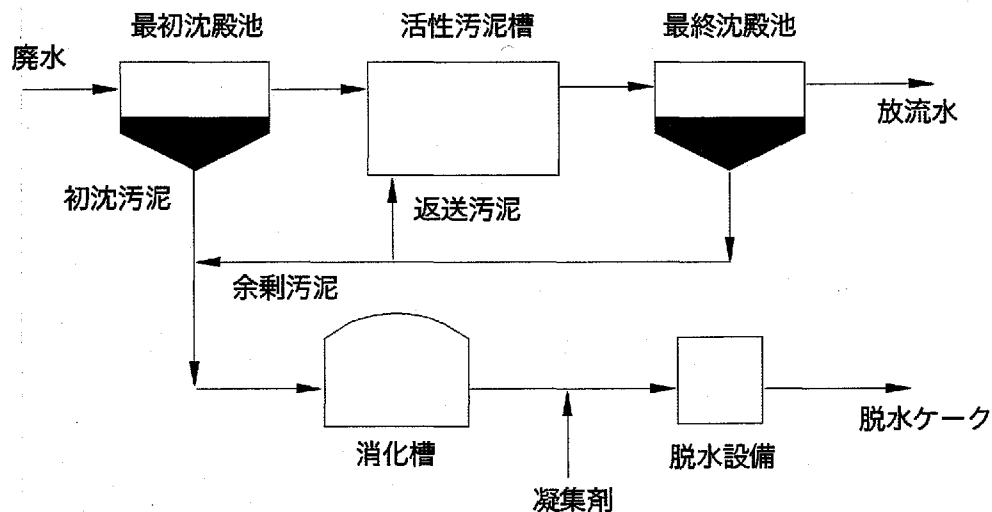 最初沈殿池
活性汚泥槽
最終沈殿池
廃水
放流水
初沈汚泥
返送汚泥
余剰汚泥
脱水ケーク
消化槽
脱水設備
凝集剤